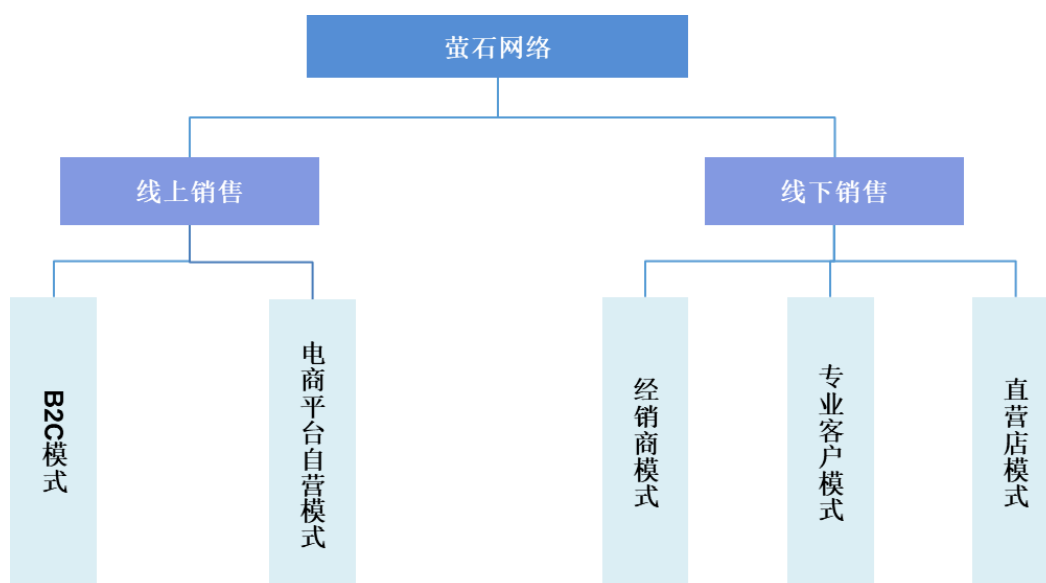 萤石网络
线上销售
线下销售
B2C模式
电商平台自营模式
经销商模式
专业客户模式
直营店模式